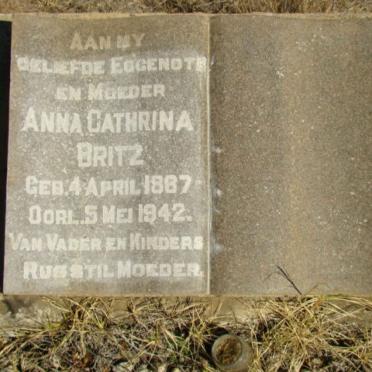 AAN MY
GELIEFDE EGGENOTE
EN MOEDER
ANNA CATHRINA
BRITZ
GEB. 4 APRIL 1887
OORL. 5 MEI 1942.
VAN VADER EN KINDERS
RUS STIL MOEDER.